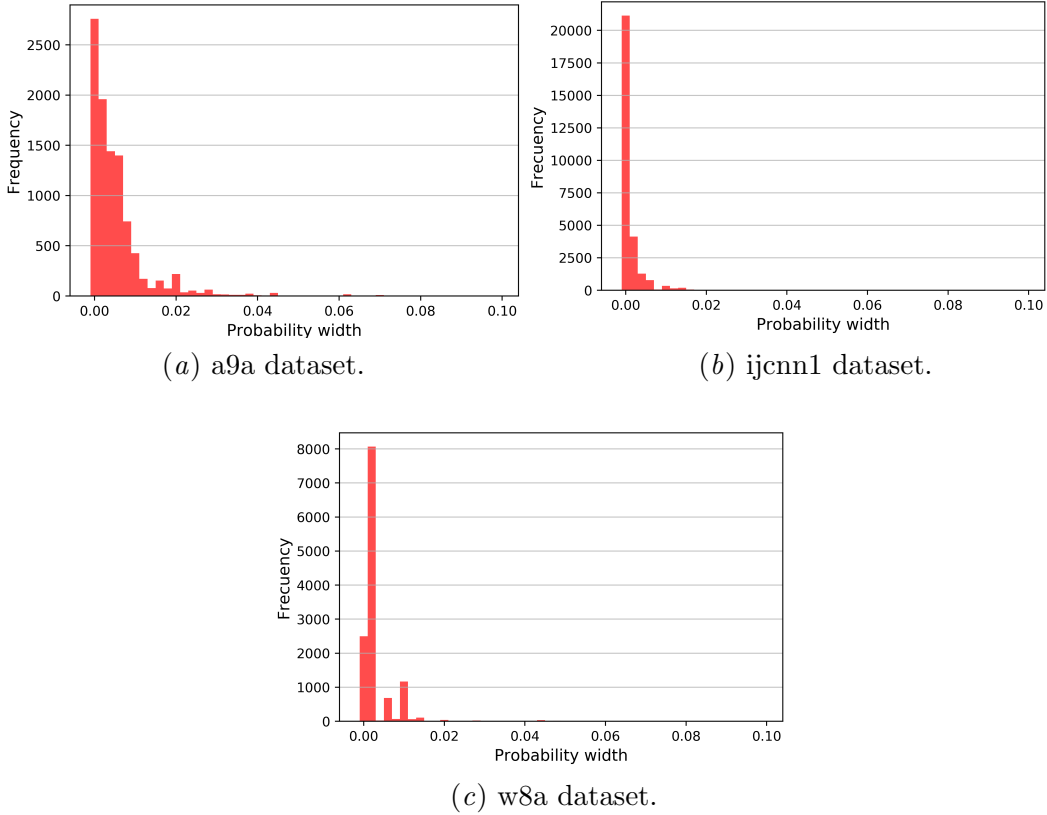 2500
2000
1500
1000
500
0
Frequency
0.00 0.02 0.04 0.06 0.08 0.10
Probability width
(a) a9a dataset.
20000
17500
15000
12500
10000
7500
5000
2500
0
Frecuency
0.00 0.02 0.04 0.06 0.08 0.10
Probability width
(b) ijcnn1 dataset.
8000
7000
6000
5000
4000
3000
2000
1000
0
Frecuency
0.00 0.02 0.04 0.06 0.08 0.10
Probability width
(c) w8a dataset.